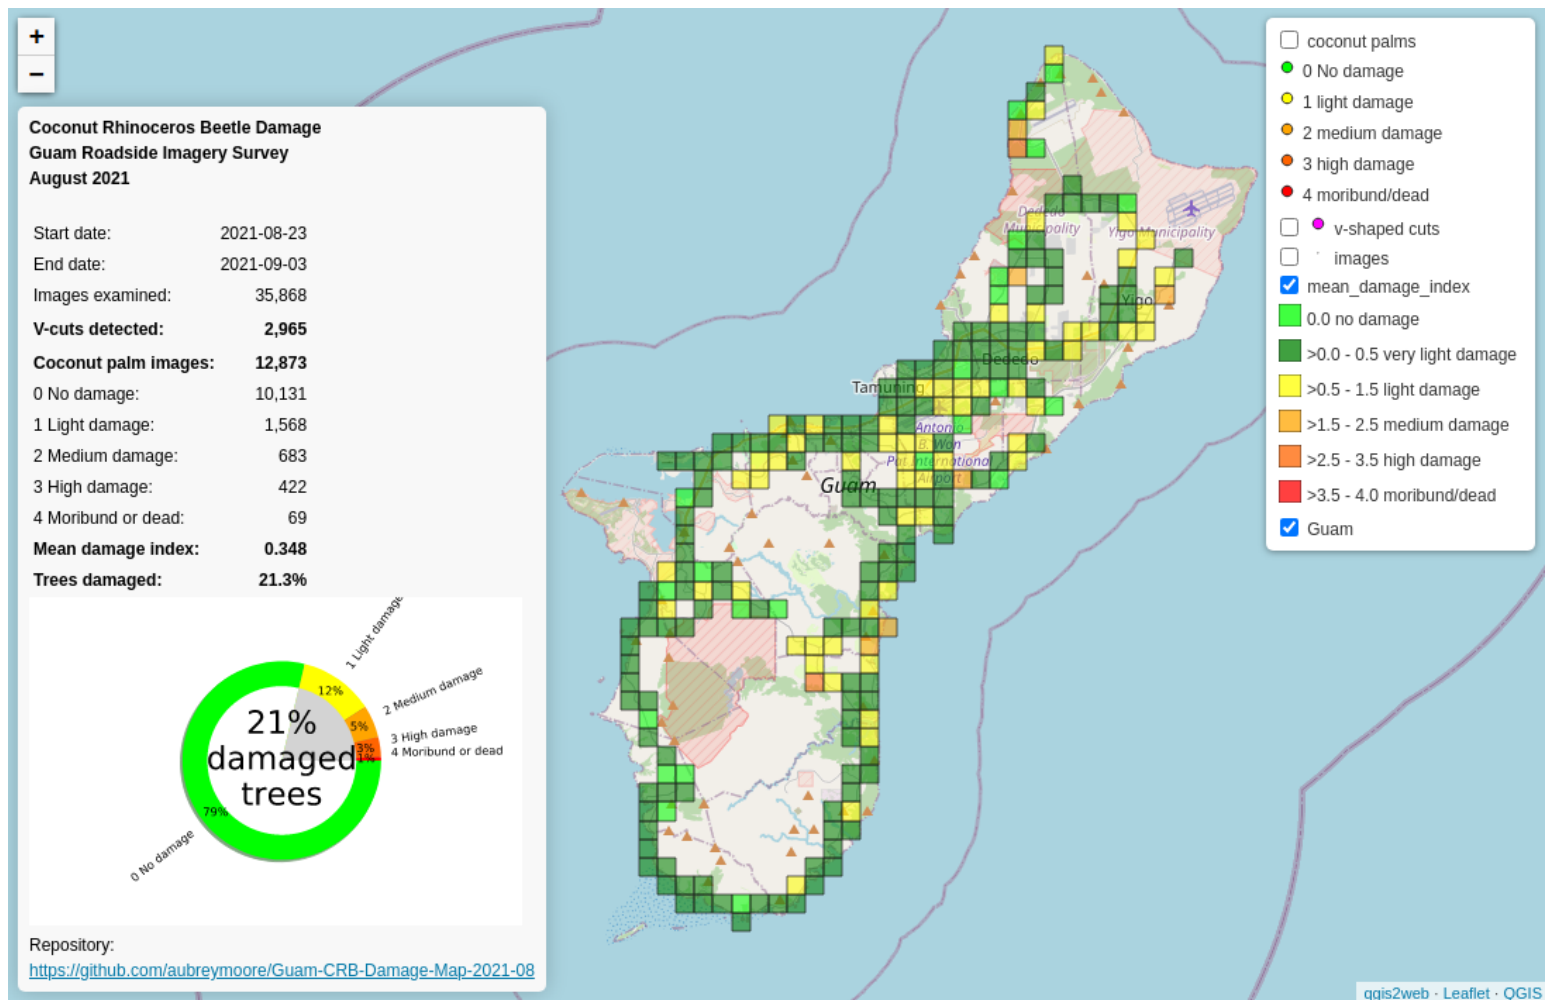 +
−
Coconut Rhinoceros Beetle Damage
Guam Roadside Imagery Survey
August 2021
Start date: 2021-08-23
End date: 2021-09-03
Images examined: 35,868
V-cuts detected: 2,965
Coconut palm images: 12,873
0 No damage: 10,131
1 Light damage: 1,568
2 Medium damage: 683
3 High damage: 422
4 Moribund or dead: 69
Mean damage index: 0.348
Trees damaged: 21.3%
1 Light damage
12%
2 Medium damage
5%
3 High damage
3%
4 Moribund or dead
1%
21%
damaged
trees
79%
0 No damage
Repository:
https://github.com/aubreymoore/Guam-CRB-Damage-Map-2021-08
Dededo
Municipality
Yigo Municipality
Yigo
Dededo
Tamuning
Antonio
B. Won
Pat International
Airport
Guam
coconut palms
0 No damage
1 light damage
2 medium damage
3 high damage
4 moribund/dead
v-shaped cuts
images
mean_damage_index
0.0 no damage
>0.0 - 0.5 very light damage
>0.5 - 1.5 light damage
>1.5 - 2.5 medium damage
>2.5 - 3.5 high damage
>3.5 - 4.0 moribund/dead
Guam
qgis2web · Leaflet · QGIS